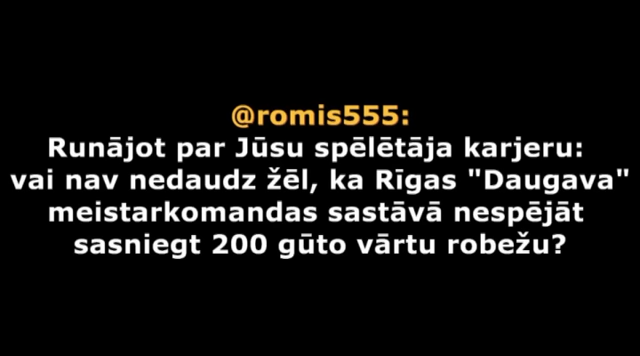 @romis555:
Runājot par Jūsu spēlētāja karjeru:
vai nav nedaudz žēl, ka Rīgas "Daugava"
meistarkomandas sastāvā nespējāt
sasniegt 200 gūto vārtu robežu?